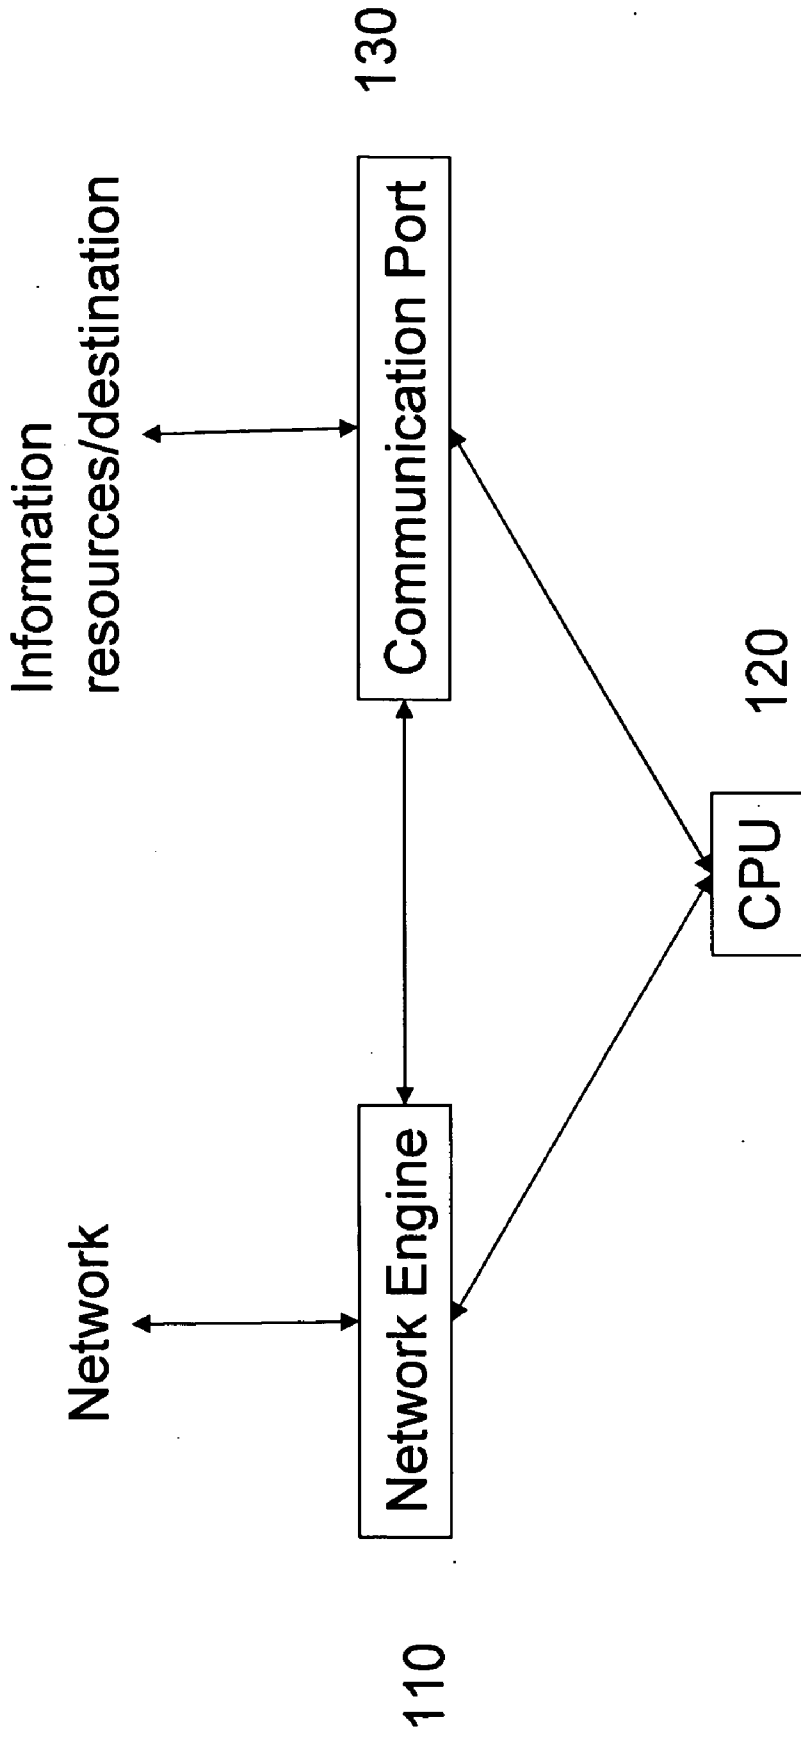 Network
Information
resources/destination
130
Network Engine
Communication Port
110
CPU
120